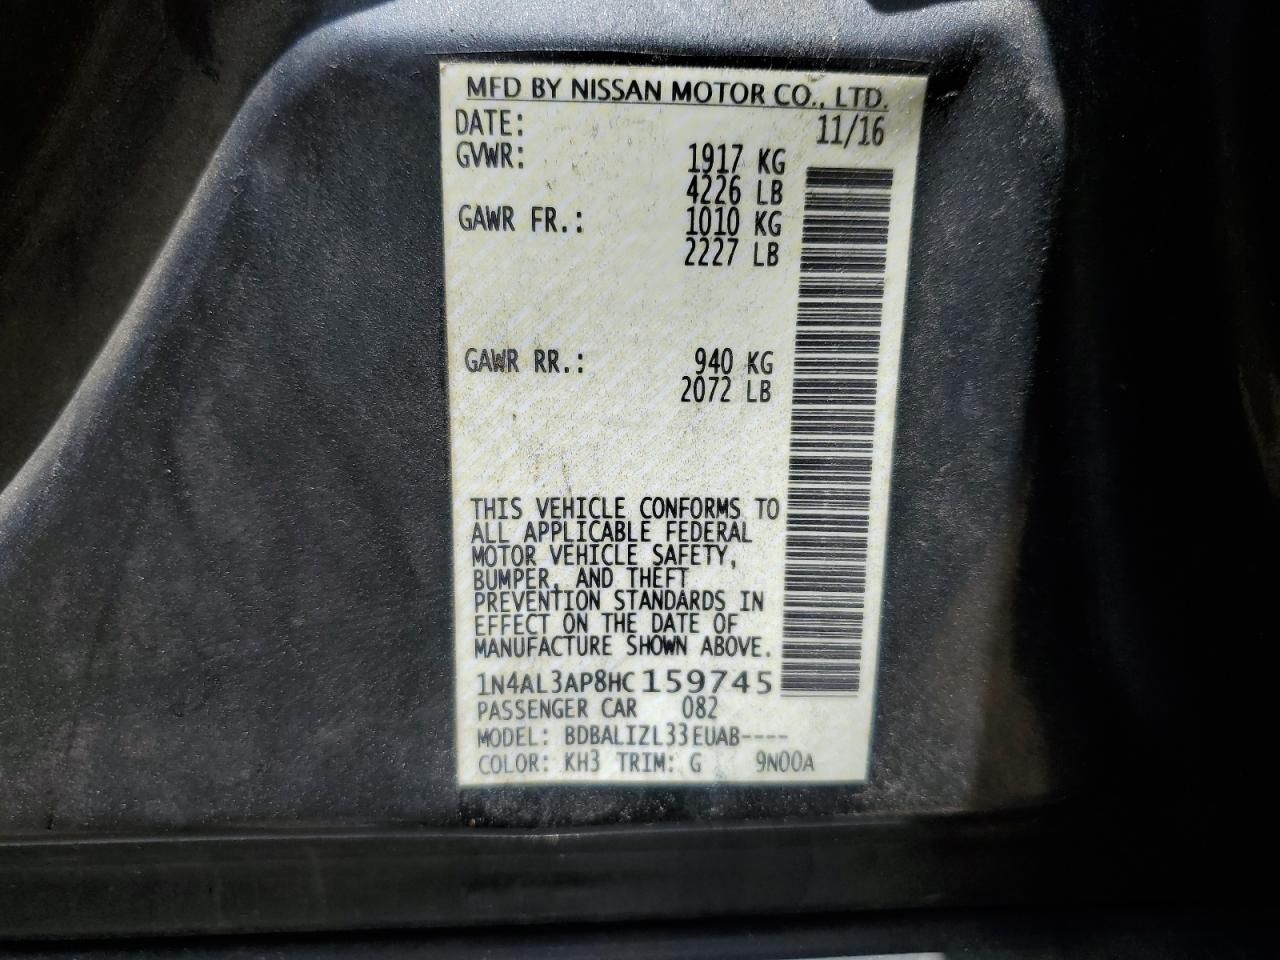 MFD BY NISSAN MOTOR CO., LTD.
DATE: 11/16
GVWR: 1917 KG
4226 LB
GAWR FR.: 1010 KG
2227 LB
GAWR RR.: 940 KG
2072 LB
THIS VEHICLE CONFORMS TO
ALL APPLICABLE FEDERAL
MOTOR VEHICLE SAFETY,
BUMPER, AND THEFT
PREVENTION STANDARDS IN
EFFECT ON THE DATE OF
MANUFACTURE SHOWN ABOVE.
1N4AL3AP8HC159745
PASSENGER CAR 082
MODEL: BDBALIZL33EUAB----
COLOR: KH3 TRIM: G 9N00A